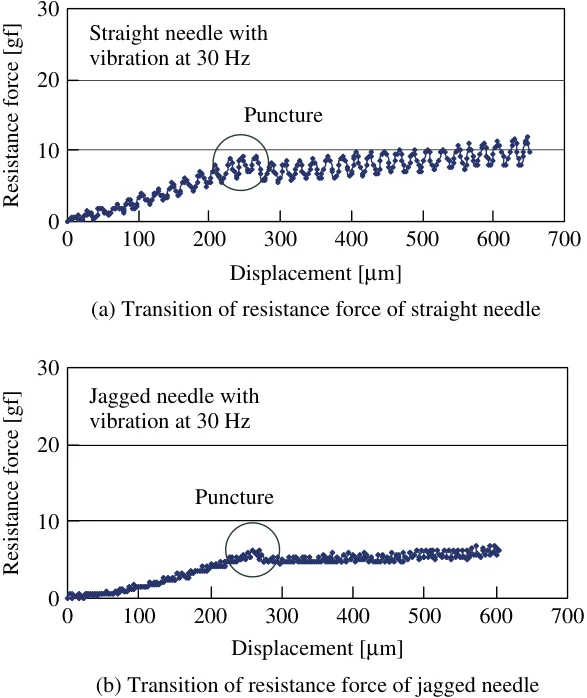 30
Straight needle with
vibration at 30 Hz
20
Puncture
10
0
Resistance force [gf]
0 100 200 300 400 500 600 700
Displacement [μm]
(a) Transition of resistance force of straight needle
30
Jagged needle with
vibration at 30 Hz
20
Puncture
10
0
Resistance force [gf]
0 100 200 300 400 500 600 700
Displacement [μm]
(b) Transition of resistance force of jagged needle